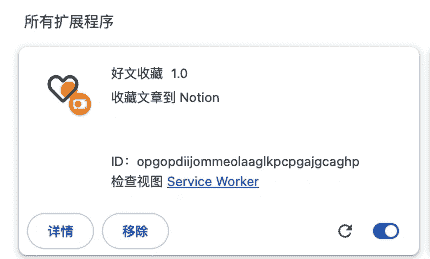 所有扩展程序
好文收藏 1.0
收藏文章到 Notion
ID：opgopdiijommeolaaglkpcpgajgcaghp
检查视图 Service Worker
详情
移除